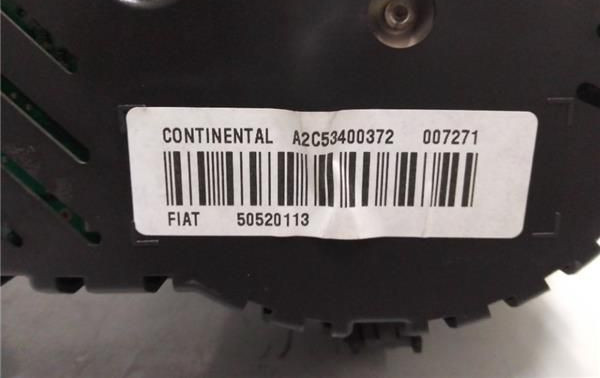 CONTINENTAL A2C53400372 007271
FIAT 50520113